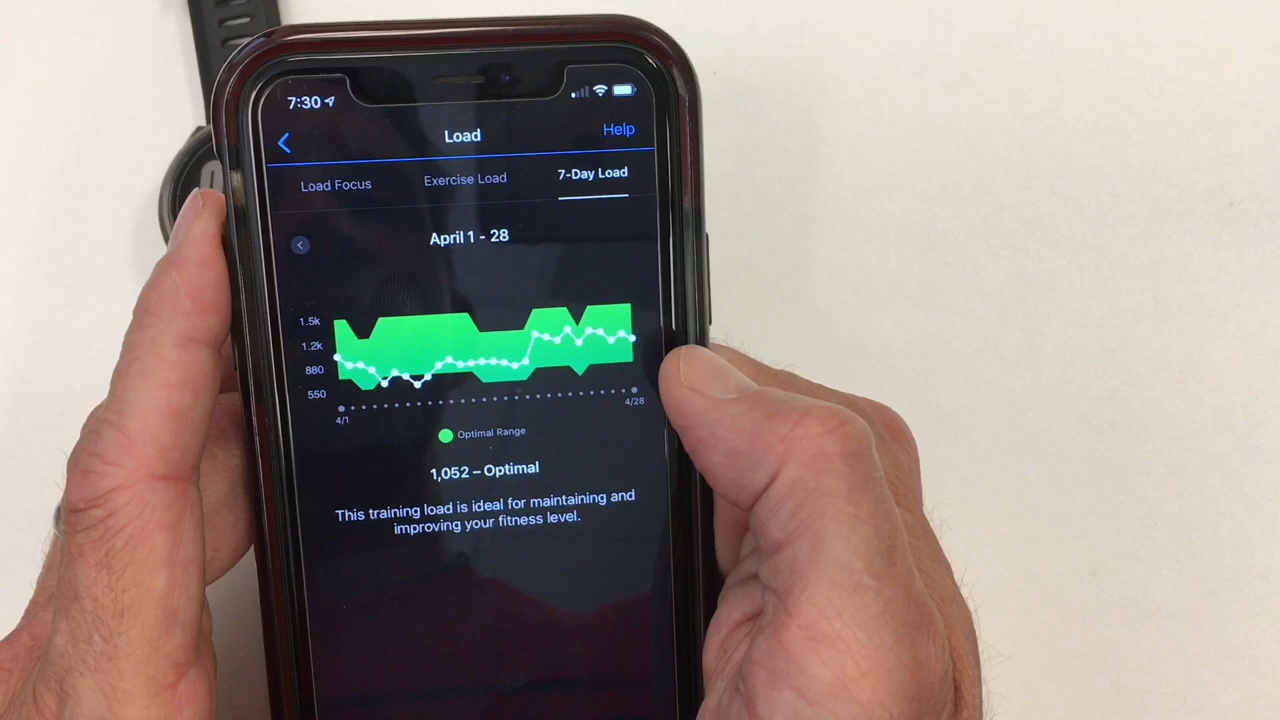 7:30
Load
Help
Load Focus
Exercise Load
7-Day Load
April 1 - 28
1.5k
1.2k
880
550
4/1
4/28
Optimal Range
1,052 – Optimal
This training load is ideal for maintaining and
improving your fitness level.